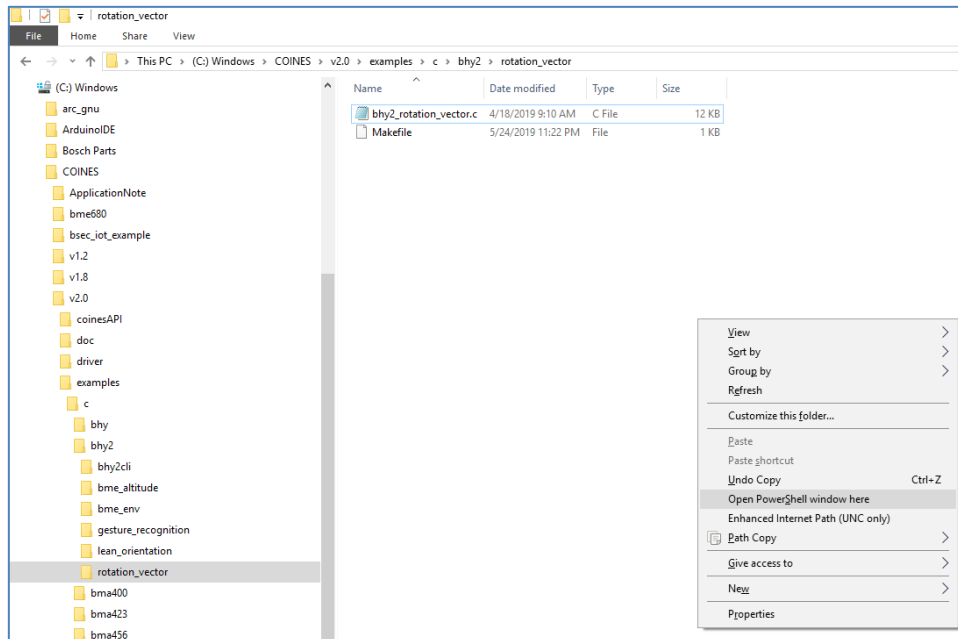 rotation_vector
File Home Share View
This PC > (C:) Windows > COINES > v2.0 > examples > c > bhy2 > rotation_vector
(C:) Windows
arc_gnu
ArduinoIDE
Bosch Parts
COINES
ApplicationNote
bme680
bsec_iot_example
v1.2
v1.8
v2.0
coinesAPI
doc
driver
examples
c
bhy
bhy2
bhy2cli
bme_altitude
bme_env
gesture_recognition
lean_orientation
rotation_vector
bma400
bma423
bma456
Name Date modified Type Size
bhy2_rotation_vector.c 4/18/2019 9:10 AM C File 12 KB
Makefile 5/24/2019 11:22 PM File 1 KB
View
Sort by
Group by
Refresh
Customize this folder...
Paste
Paste shortcut
Undo Copy Ctrl+Z
Open PowerShell window here
Enhanced Internet Path (UNC only)
Path Copy
Give access to
New
Properties